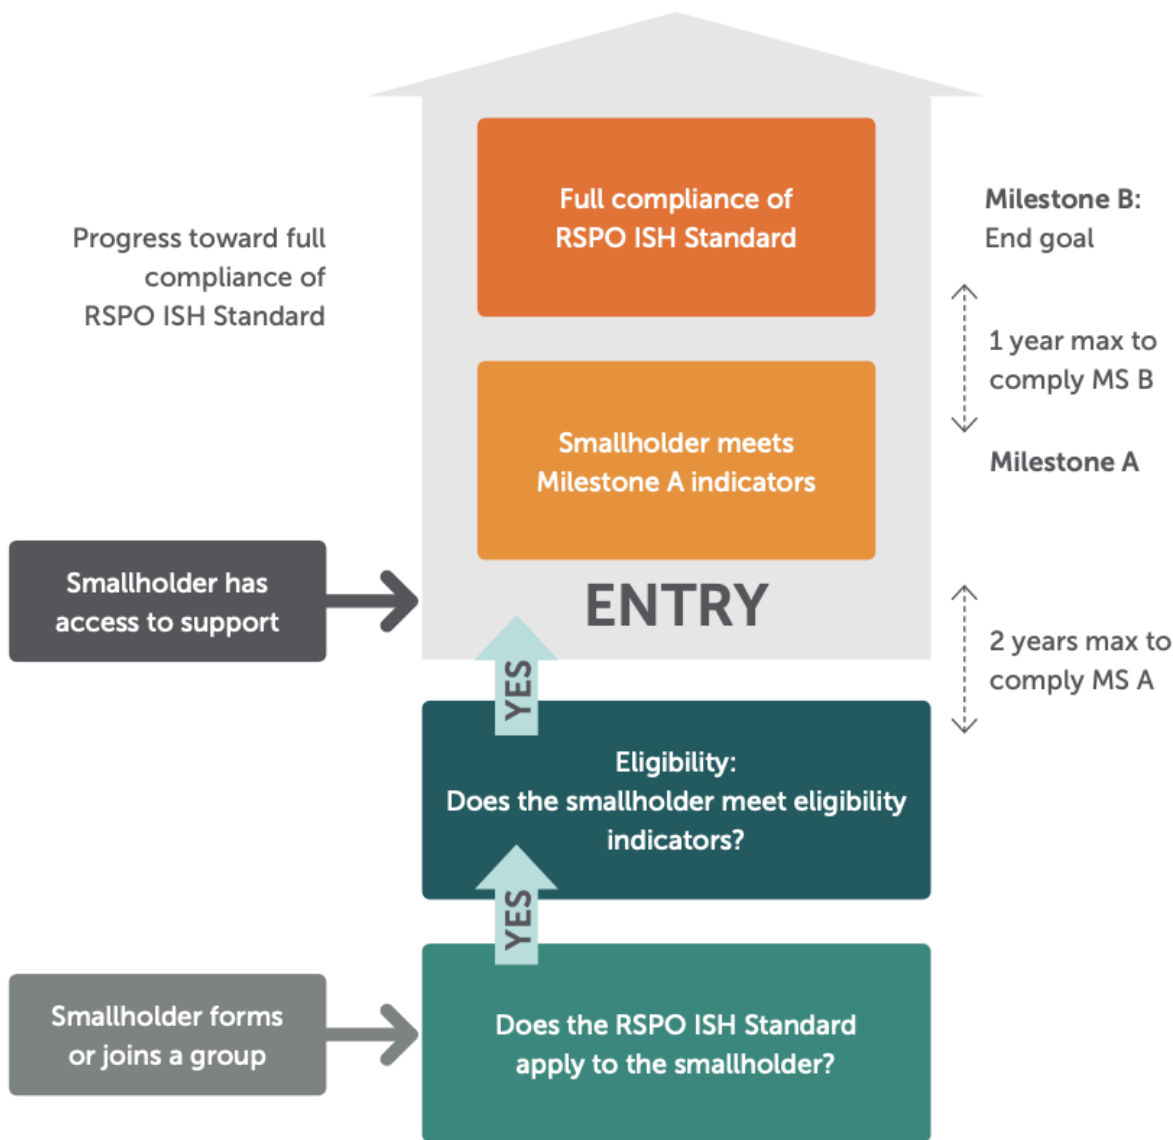 Full compliance of
RSPO ISH Standard
Milestone B:
End goal
Progress toward full
compliance of
RSPO ISH Standard
1 year max to
comply MS B
Smallholder meets
Milestone A indicators
Milestone A
Smallholder has
access to support
ENTRY
2 years max to
comply MS A
YES
Eligibility:
Does the smallholder meet eligibility
indicators?
YES
Smallholder forms
or joins a group
Does the RSPO ISH Standard
apply to the smallholder?